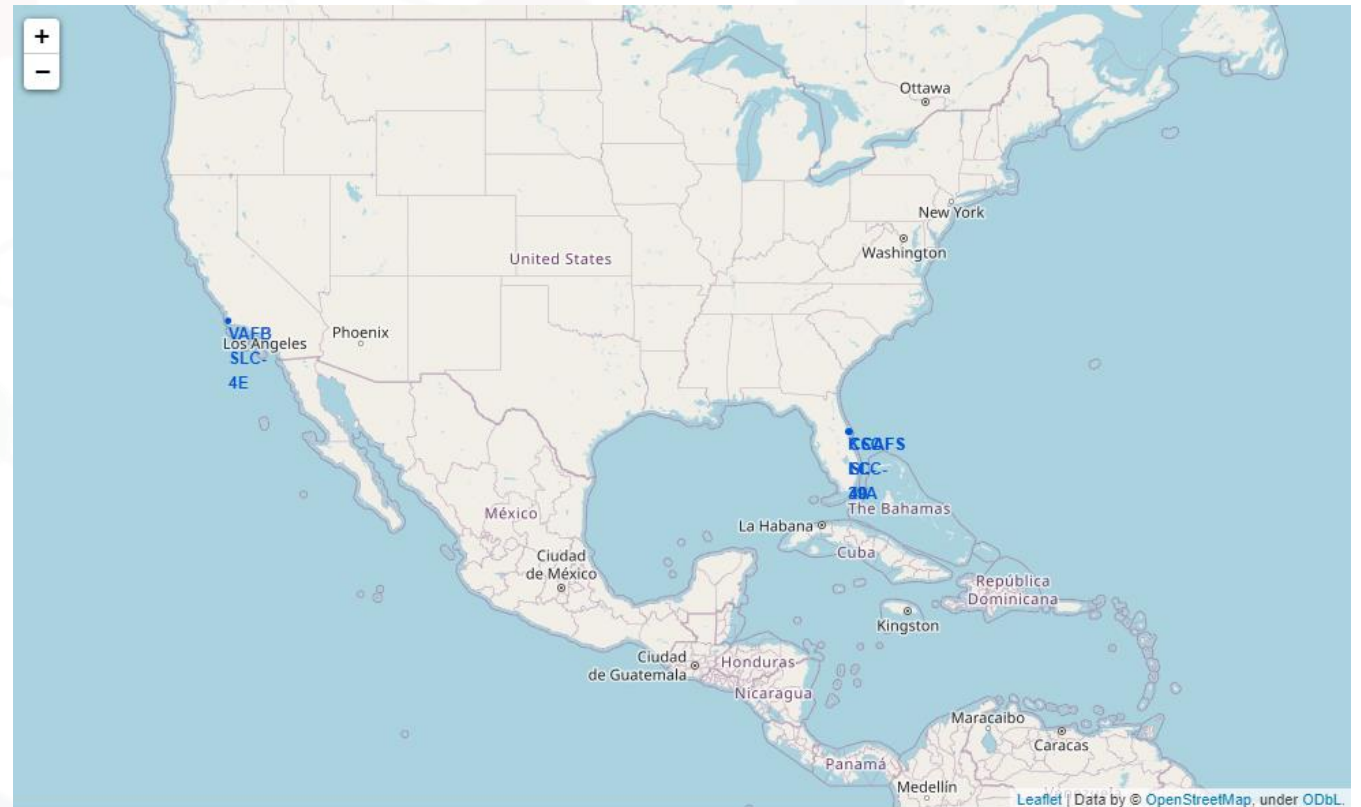 +
−
Ottawa
New York
Washington
United States
VAFB
SLC-
4E
Los Angeles
Phoenix
México
Ciudad
de México
La Habana
The Bahamas
Cuba
República
Dominicana
Kingston
Ciudad
de Guatemala
Honduras
Nicaragua
Maracaibo
Caracas
Panamá
Medellín
Leaflet | Data by © OpenStreetMap, under ODbL.